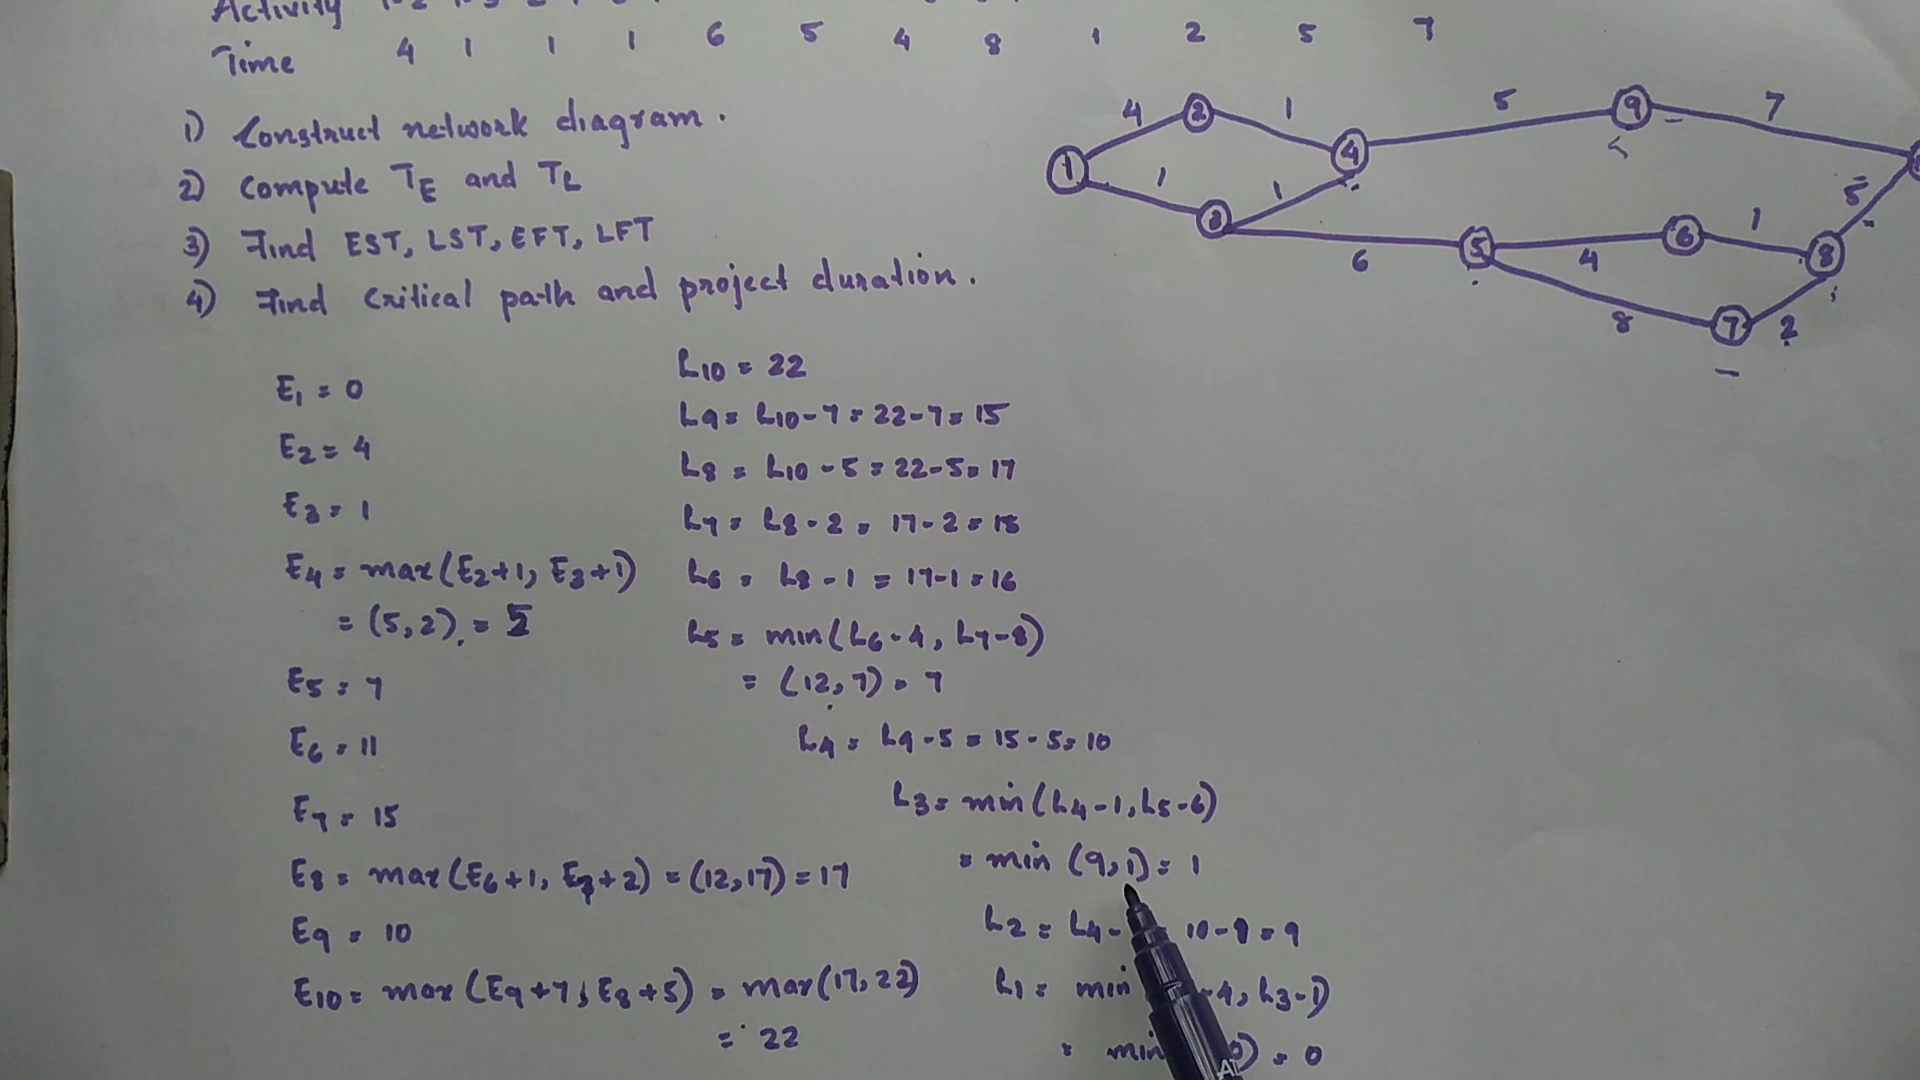 Activity
Time 4 1 1 1 6 5 4 8 1 2 5 7
1) Construct network diagram.
2) Compute TE and TL
3) Find EST, LST, EFT, LFT
4) Find critical path and project duration.
4 1 5 7
1 2 4 9
1 1 5
3 6 5 4 6 1 8
8 7 2
E1 = 0
E2 = 4
E3 = 1
E4 = max(E2+1, E3+1)
= (5,2) = 5
E5 = 7
E6 = 11
E7 = 15
E8 = max(E6+1, E7+2) = (12,17) = 17
E9 = 10
E10 = max(E9+7, E8+5) = max(17,22)
= 22
L10 = 22
L9 = L10-7 = 22-7 = 15
L8 = L10-5 = 22-5 = 17
L7 = L8-2 = 17-2 = 15
L6 = L8-1 = 17-1 = 16
L5 = min(L6-4, L7-8)
= (12,7) = 7
L4 = L9-5 = 15-5 = 10
L3 = min(L4-1, L5-6)
= min (9,1) = 1
L2 = L4- 10-1 = 9
L1 = min -4, L3-1)
= min 0) = 0